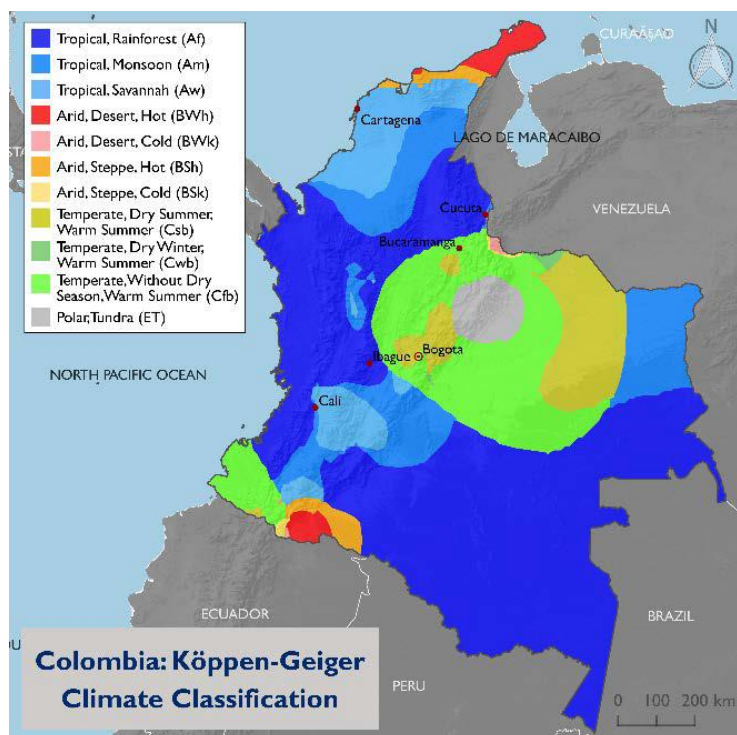 Tropical, Rainforest (Af)
Tropical, Monsoon (Am)
Tropical, Savannah (Aw)
Arid, Desert, Hot (BWh)
Arid, Desert, Cold (BWk)
Arid, Steppe, Hot (BSh)
Arid, Steppe, Cold (BSk)
Temperate, Dry Summer,
Warm Summer (Csb)
Temperate, Dry Winter,
Warm Summer (Cwb)
Temperate, Without Dry
Season, Warm Summer (Cfb)
Polar, Tundra (ET)
N
CURAÃ§AO
Cartagena
LAGO DE MARACAIBO
Cucuta
VENEZUELA
Bucaramanga
Ibague
Bogota
NORTH PACIFIC OCEAN
Cali
ECUADOR
BRAZIL
PERU
Colombia: Köppen-Geiger
Climate Classification
0 100 200 km